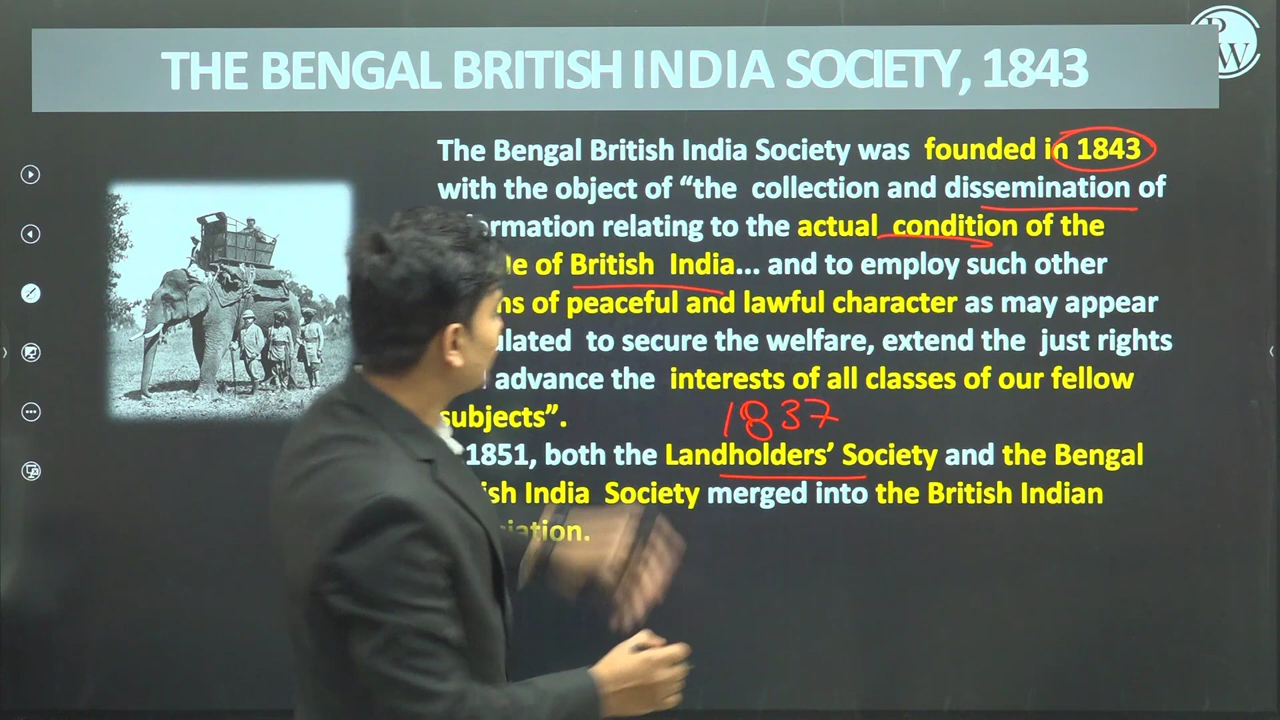 THE BENGAL BRITISH INDIA SOCIETY, 1843
PW
The Bengal British India Society was founded in 1843
with the object of “the collection and dissemination of
relating to the actual condition of the
of British India... and to employ such other
of peaceful and lawful character as may appear
to secure the welfare, extend the just rights
advance the interests of all classes of our fellow
subjects”.
1837
1851, both the Landholders’ Society and the Bengal
India Society merged into the British Indian